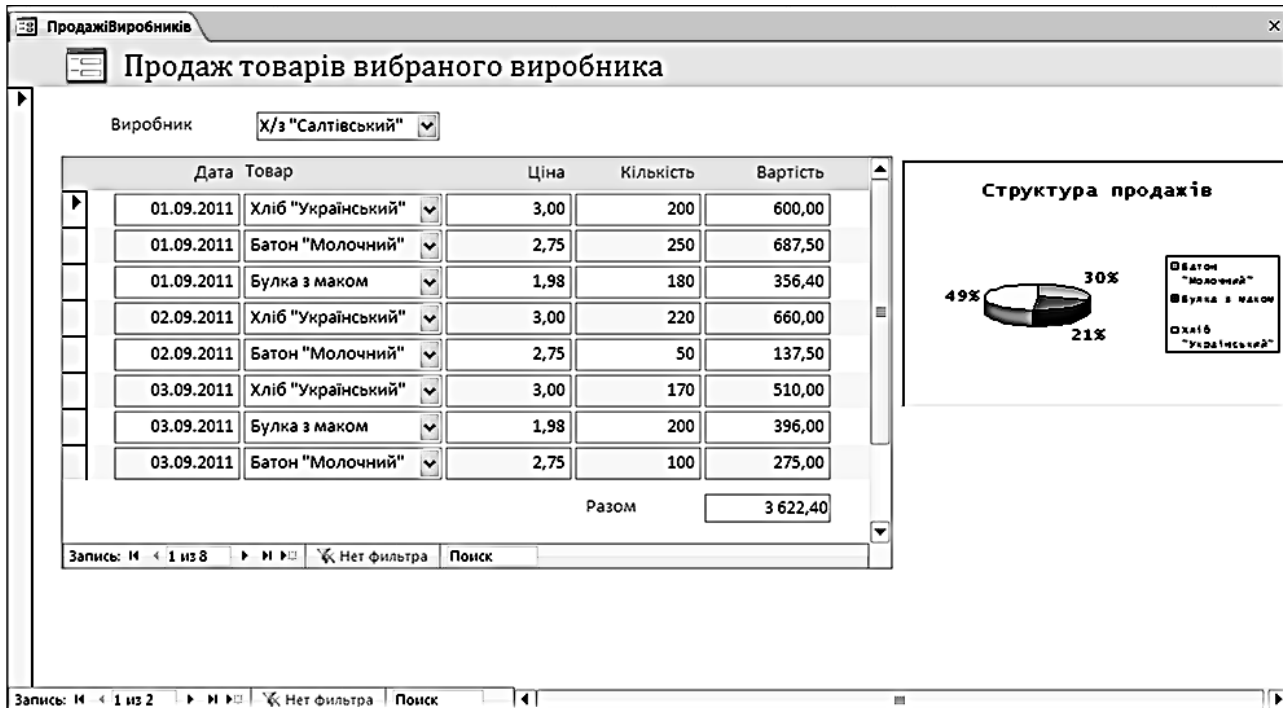 ПродажіВиробників
Продаж товарів вибраного виробника
Виробник Х/з "Салтівський"
Дата Товар Ціна Кількість Вартість
01.09.2011 Хліб "Український" 3,00 200 600,00
01.09.2011 Батон "Молочний" 2,75 250 687,50
01.09.2011 Булка з маком 1,98 180 356,40
02.09.2011 Хліб "Український" 3,00 220 660,00
02.09.2011 Батон "Молочний" 2,75 50 137,50
03.09.2011 Хліб "Український" 3,00 170 510,00
03.09.2011 Булка з маком 1,98 200 396,00
03.09.2011 Батон "Молочний" 2,75 100 275,00
Разом 3 622,40
Запись: 1 из 8 Нет фильтра Поиск
Структура продажів
49% 30% 21%
Батон
"Молочний"
Булка з маком
Хліб
"Український"
Запись: 1 из 2 Нет фильтра Поиск